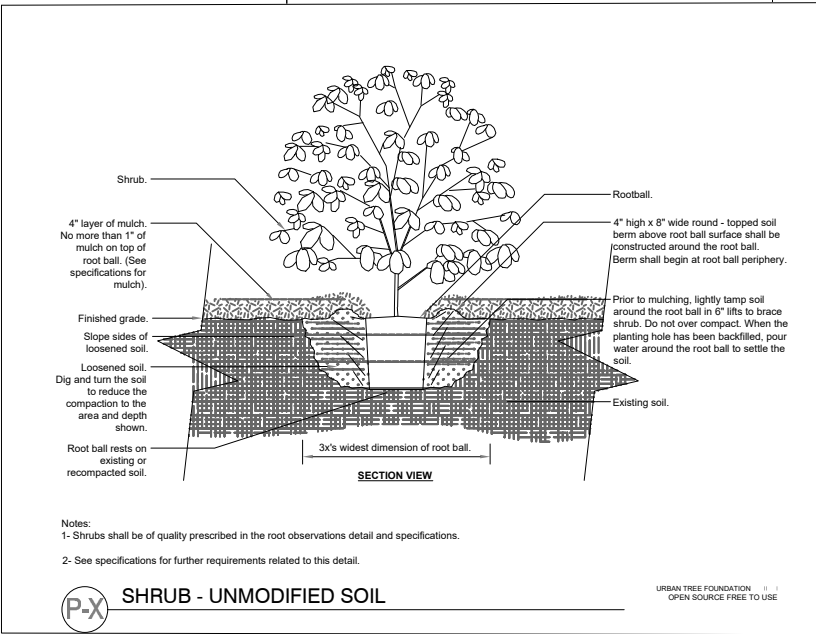 Shrub.
4" layer of mulch.
No more than 1" of
mulch on top of
root ball. (See
specifications for
mulch).
Finished grade.
Slope sides of
loosened soil.
Loosened soil.
Dig and turn the soil
to reduce the
compaction to the
area and depth
shown.
Root ball rests on
existing or
recompacted soil.
Rootball.
4" high x 8" wide round - topped soil
berm above root ball surface shall be
constructed around the root ball.
Berm shall begin at root ball periphery.
Prior to mulching, lightly tamp soil
around the root ball in 6" lifts to brace
shrub. Do not over compact. When the
planting hole has been backfilled, pour
water around the root ball to settle the
soil.
Existing soil.
3x's widest dimension of root ball.
SECTION VIEW
Notes:
1- Shrubs shall be of quality prescribed in the root observations detail and specifications.
2- See specifications for further requirements related to this detail.
P-X
SHRUB - UNMODIFIED SOIL
URBAN TREE FOUNDATION
OPEN SOURCE FREE TO USE